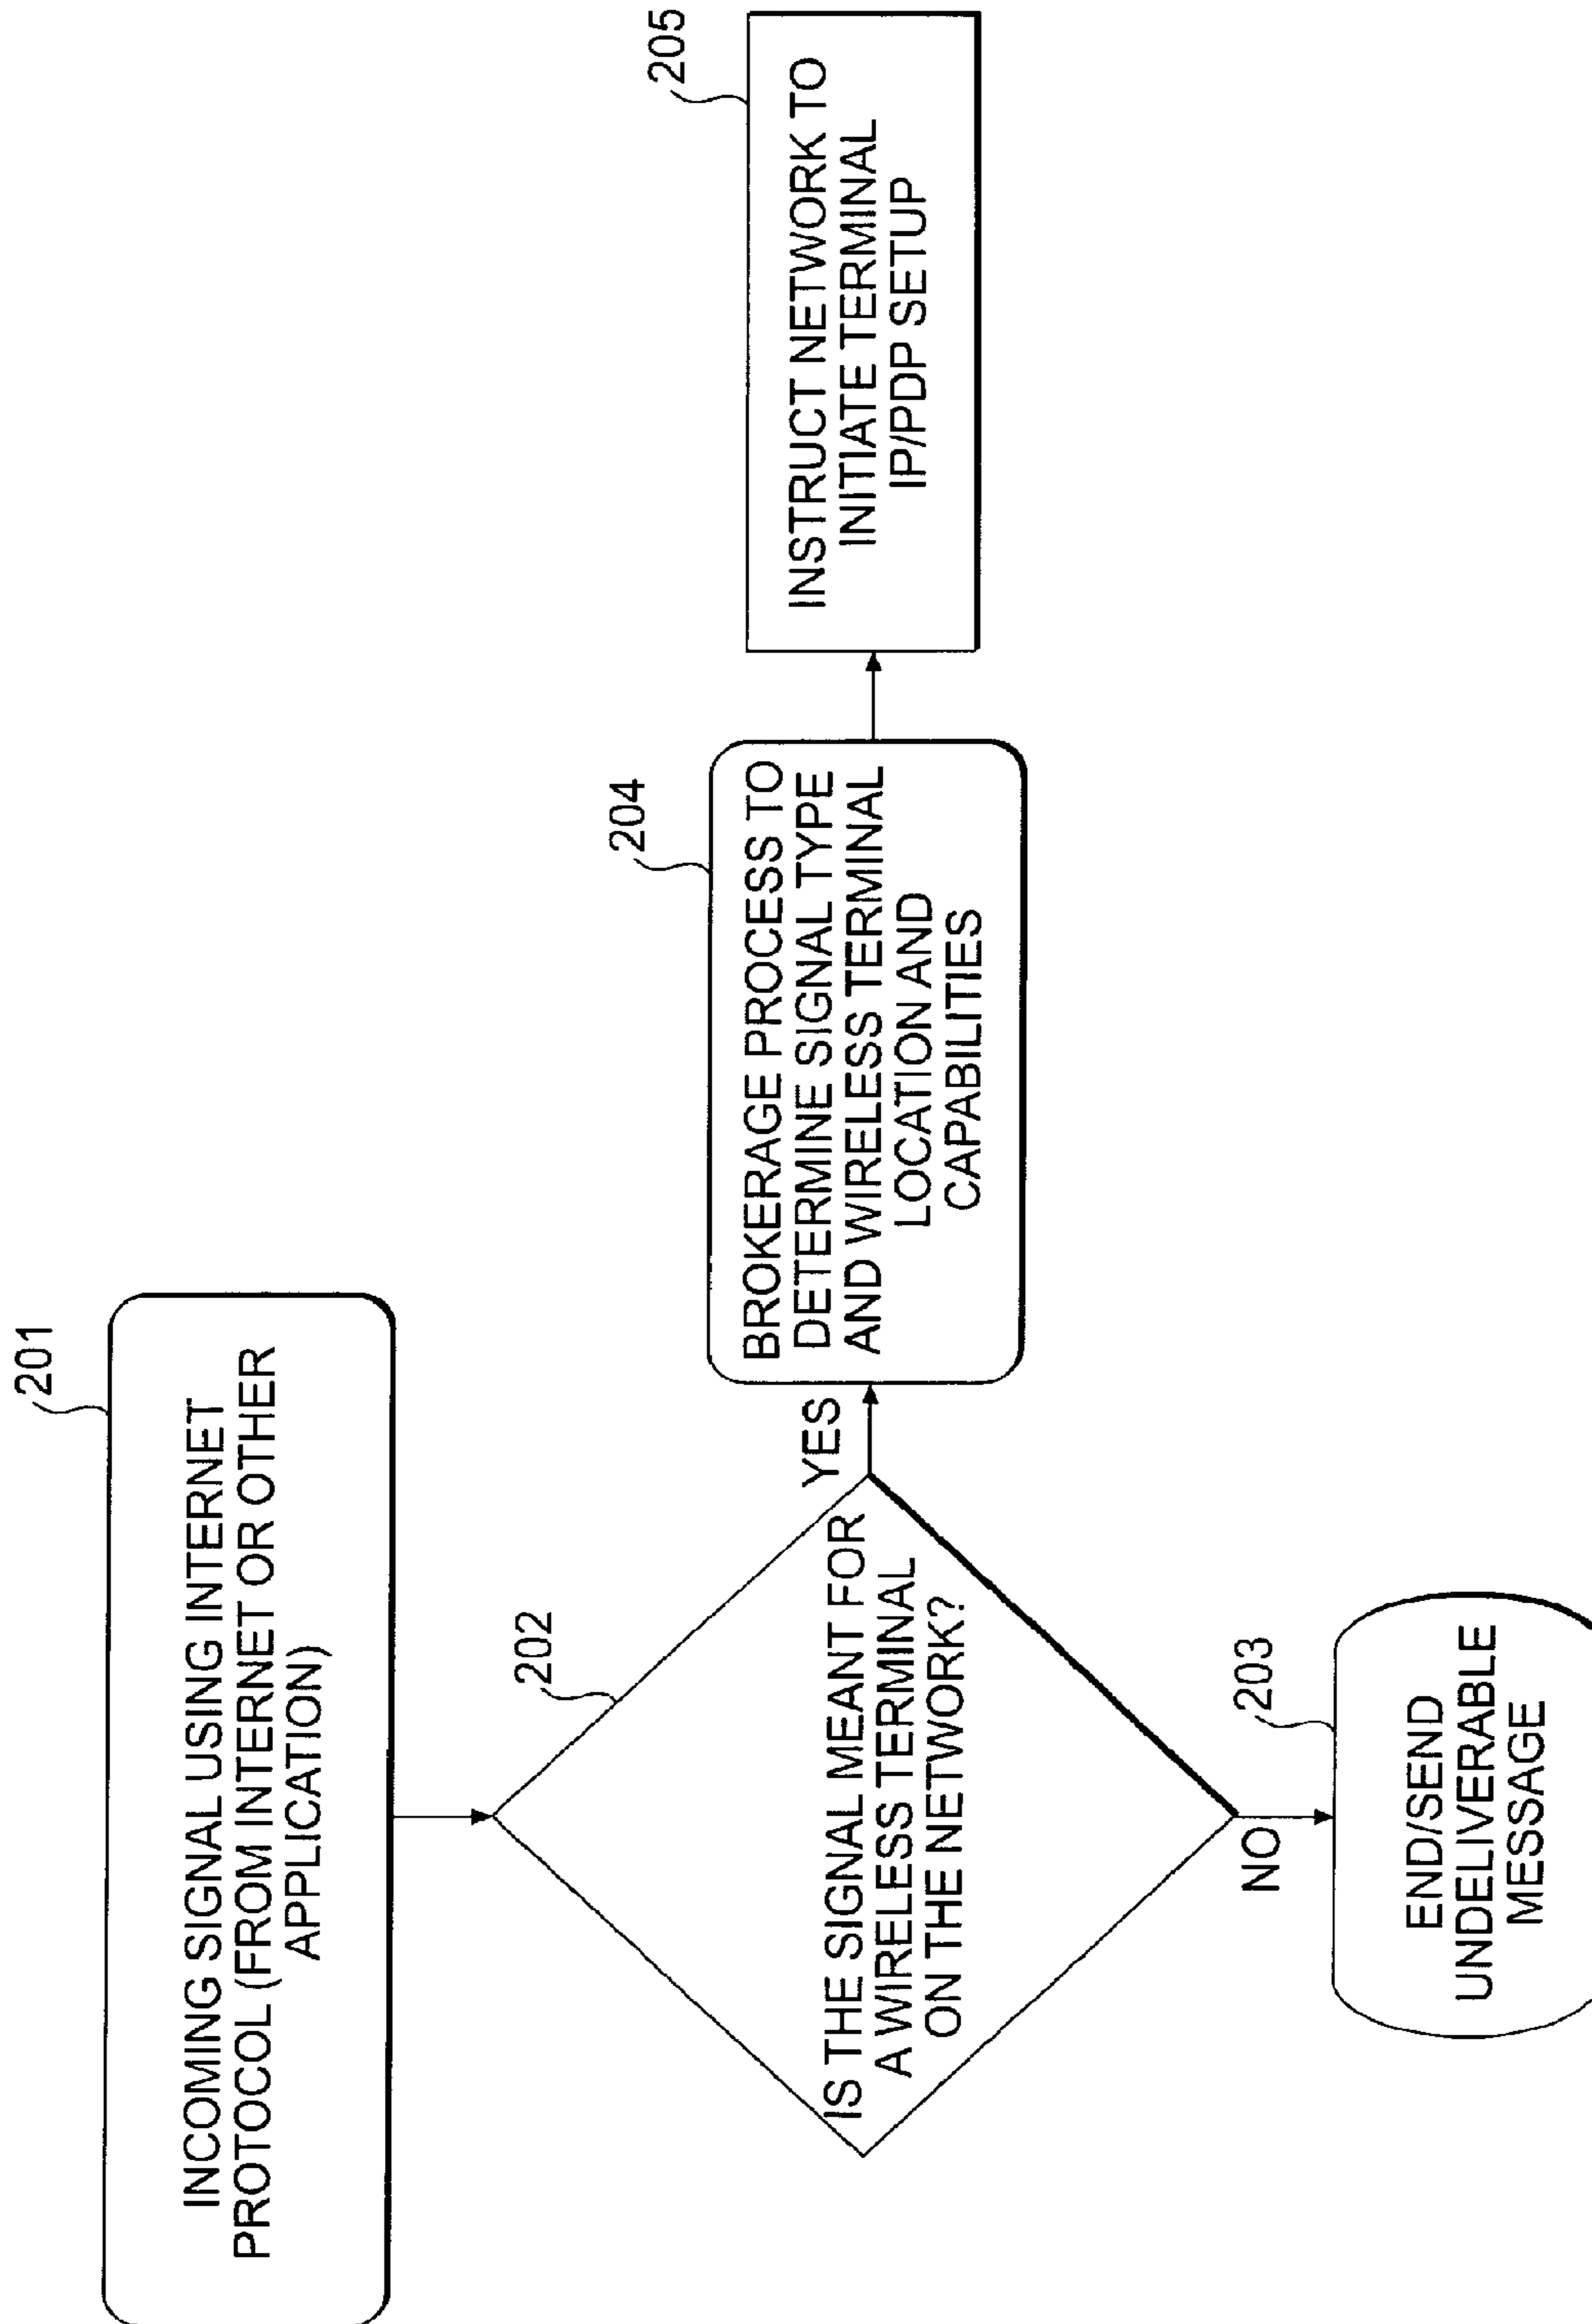 201
INCOMING SIGNAL USING INTERNET
PROTOCOL (FROM INTERNET OR OTHER
APPLICATION)
202
IS THE SIGNAL MEANT FOR
A WIRELESS TERMINAL
ON THE NETWORK?
YES
NO
203
END/SEND
UNDELIVERABLE
MESSAGE
204
BROKERAGE PROCESS TO
DETERMINE SIGNAL TYPE
AND WIRELESS TERMINAL
LOCATION AND
CAPABILITIES
205
INSTRUCT NETWORK TO
INITIATE TERMINAL
IP/PDP SETUP